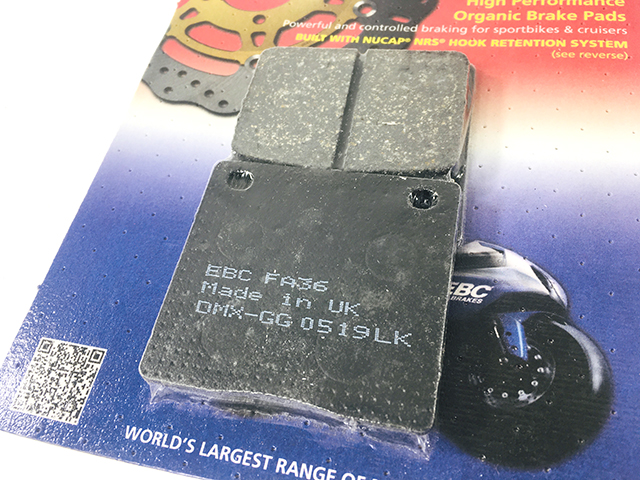 High Performance
Organic Brake Pads
Powerful and controlled braking for sportbikes & cruisers
BUILT WITH NUCAP® NRS® HOOK RETENTION SYSTEM
(see reverse)
EBC FA36
Made in UK
DMX-GG 0519LK
EBC
BRAKES
WORLD'S LARGEST RANGE OF